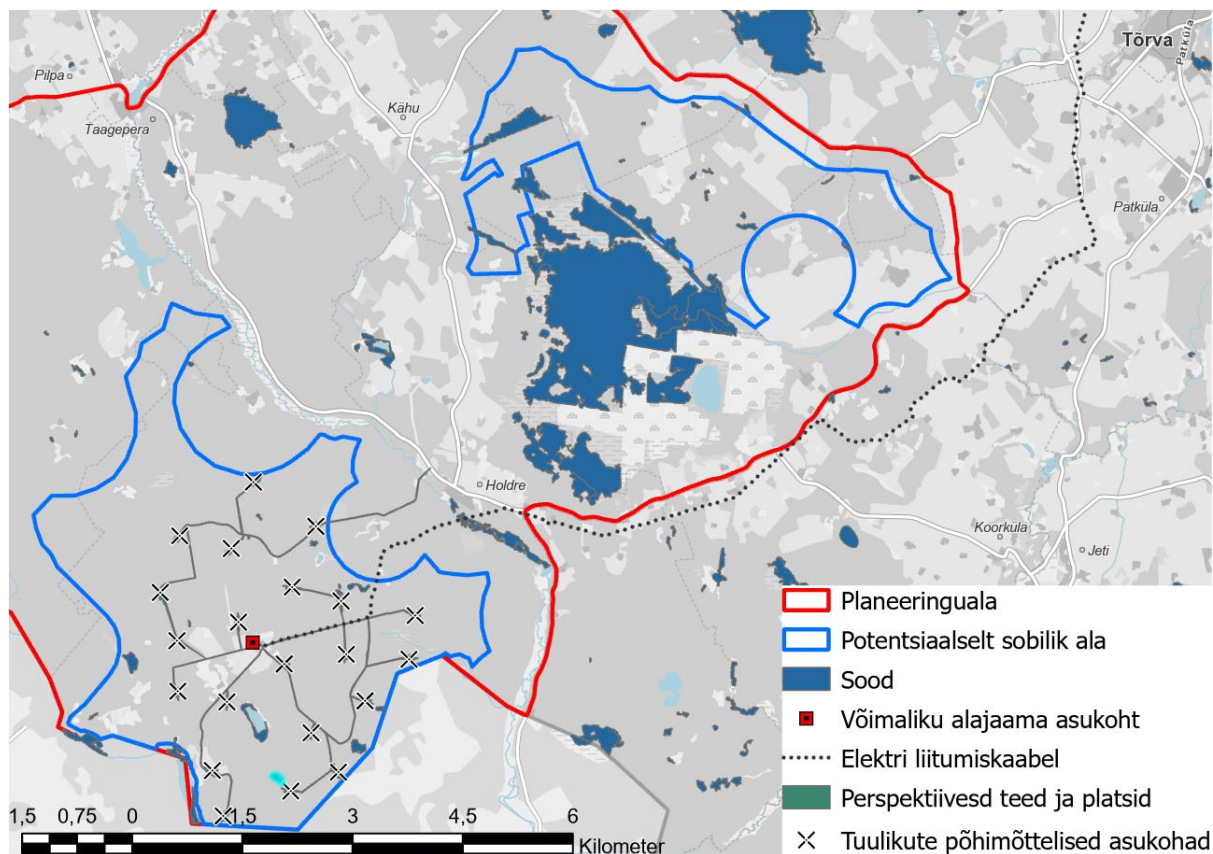 Tõrva
Patküla
Pilpa
Kähu
Taagepera
Patküla
Holdre
Koorküla
Jeti
Planeeringuala
Potentsiaalselt sobilik ala
Sood
Võimaliku alajaama asukoht
Elektri liitumiskaabel
Perspektiivesd teed ja platsid
Tuulikute põhimõttelised asukohad
1,5 0,75 0 1,5 3 4,5 6
Kilometer